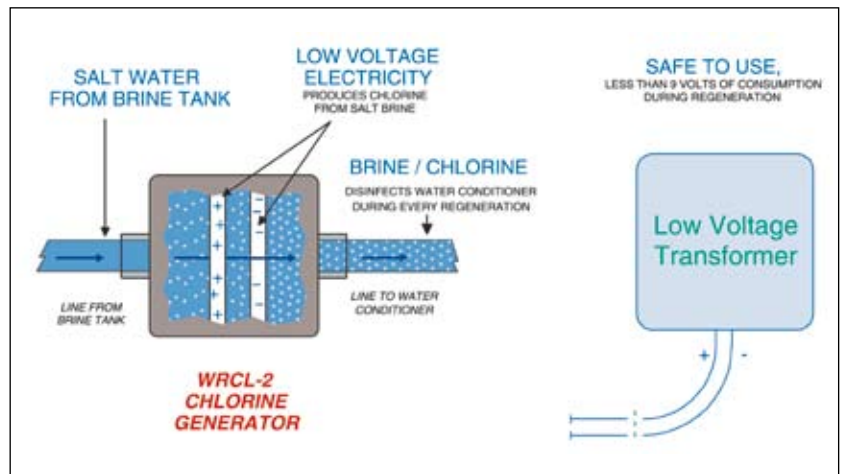 SALT WATER
FROM BRINE TANK
LOW VOLTAGE
ELECTRICITY
PRODUCES CHLORINE
FROM SALT BRINE
SAFE TO USE,
LESS THAN 9 VOLTS OF CONSUMPTION
DURING REGENERATION
BRINE / CHLORINE
DISINFECTS WATER CONDITIONER
DURING EVERY REGENERATION
LINE FROM
BRINE TANK
LINE TO WATER
CONDITIONER
WRCL-2
CHLORINE
GENERATOR
Low Voltage
Transformer
+ -